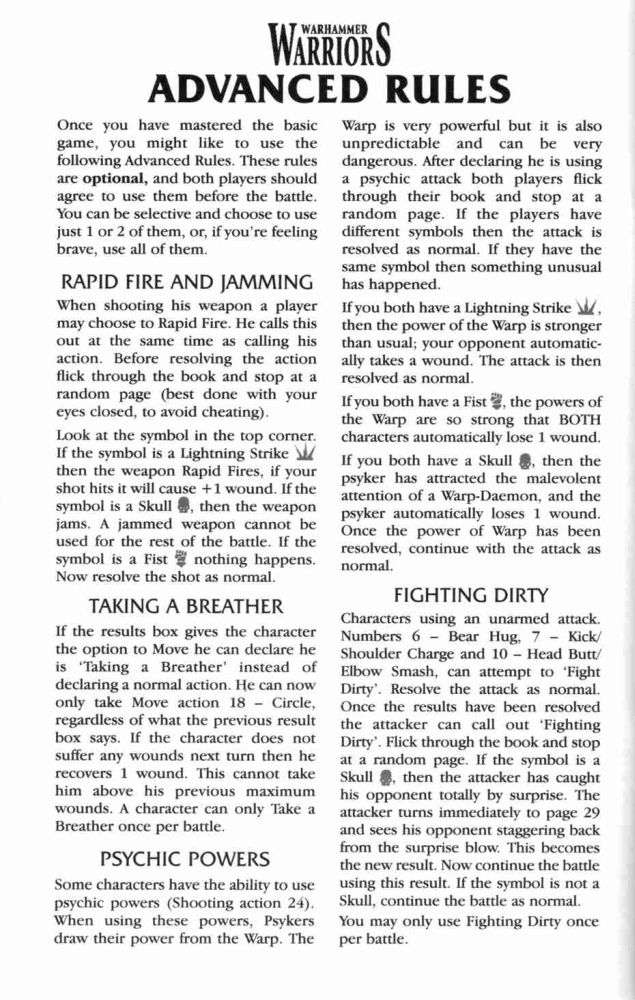 WARHAMMER
WARRIORS
ADVANCED RULES
Once you have mastered the basic
game, you might like to use the
following Advanced Rules. These rules
are optional, and both players should
agree to use them before the battle.
You can be selective and choose to use
just 1 or 2 of them, or, if you're feeling
brave, use all of them.
RAPID FIRE AND JAMMING
When shooting his weapon a player
may choose to Rapid Fire. He calls this
out at the same time as calling his
action. Before resolving the action
flick through the book and stop at a
random page (best done with your
eyes closed, to avoid cheating).
Look at the symbol in the top corner.
If the symbol is a Lightning Strike
then the weapon Rapid Fires, if your
shot hits it will cause +1 wound. If the
symbol is a Skull , then the weapon
jams. A jammed weapon cannot be
used for the rest of the battle. If the
symbol is a Fist nothing happens.
Now resolve the shot as normal.
TAKING A BREATHER
If the results box gives the character
the option to Move he can declare he
is 'Taking a Breather' instead of
declaring a normal action. He can now
only take Move action 18 – Circle,
regardless of what the previous result
box says. If the character does not
suffer any wounds next turn then he
recovers 1 wound. This cannot take
him above his previous maximum
wounds. A character can only Take a
Breather once per battle.
PSYCHIC POWERS
Some characters have the ability to use
psychic powers (Shooting action 24).
When using these powers, Psykers
draw their power from the Warp. The
Warp is very powerful but it is also
unpredictable and can be very
dangerous. After declaring he is using
a psychic attack both players flick
through their book and stop at a
random page. If the players have
different symbols then the attack is
resolved as normal. If they have the
same symbol then something unusual
has happened.
If you both have a Lightning Strike ,
then the power of the Warp is stronger
than usual; your opponent automatic-
ally takes a wound. The attack is then
resolved as normal.
If you both have a Fist , the powers of
the Warp are so strong that BOTH
characters automatically lose 1 wound.
If you both have a Skull , then the
psyker has attracted the malevolent
attention of a Warp-Daemon, and the
psyker automatically loses 1 wound.
Once the power of Warp has been
resolved, continue with the attack as
normal.
FIGHTING DIRTY
Characters using an unarmed attack.
Numbers 6 – Bear Hug, 7 – Kick/
Shoulder Charge and 10 – Head Butt/
Elbow Smash, can attempt to 'Fight
Dirty'. Resolve the attack as normal.
Once the results have been resolved
the attacker can call out 'Fighting
Dirty'. Flick through the book and stop
at a random page. If the symbol is a
Skull , then the attacker has caught
his opponent totally by surprise. The
attacker turns immediately to page 29
and sees his opponent staggering back
from the surprise blow. This becomes
the new result. Now continue the battle
using this result. If the symbol is not a
Skull, continue the battle as normal.
You may only use Fighting Dirty once
per battle.